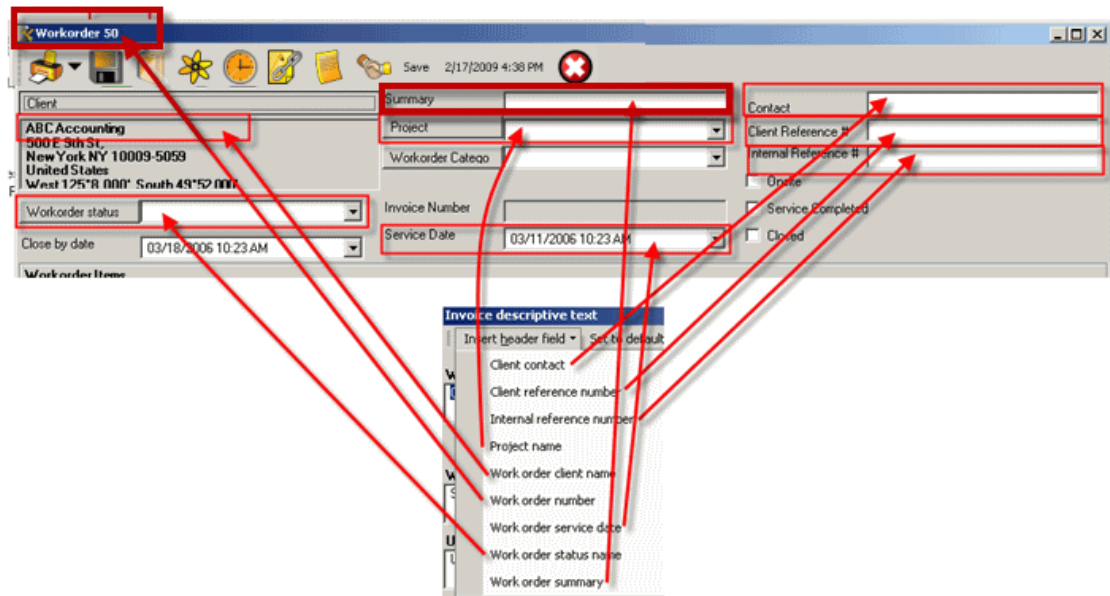 Workorder 50
Save 2/17/2009 4:38 PM
Client
ABC Accounting
500 E 9th St,
New York NY 10009-5059
United States
West 125°8.000' South 49°52.000'
Workorder status
Close by date 03/18/2006 10:23 AM
Summary
Project
Workorder Catego
Invoice Number
Service Date 03/11/2006 10:23 AM
Contact
Client Reference #
Internal Reference #
Onsite
Service Completed
Closed
Workorder Items
Invoice descriptive text
Insert header field Set to default
Client contact
Client reference number
Internal reference number
Project name
Work order client name
Work order number
Work order service date
Work order status name
Work order summary